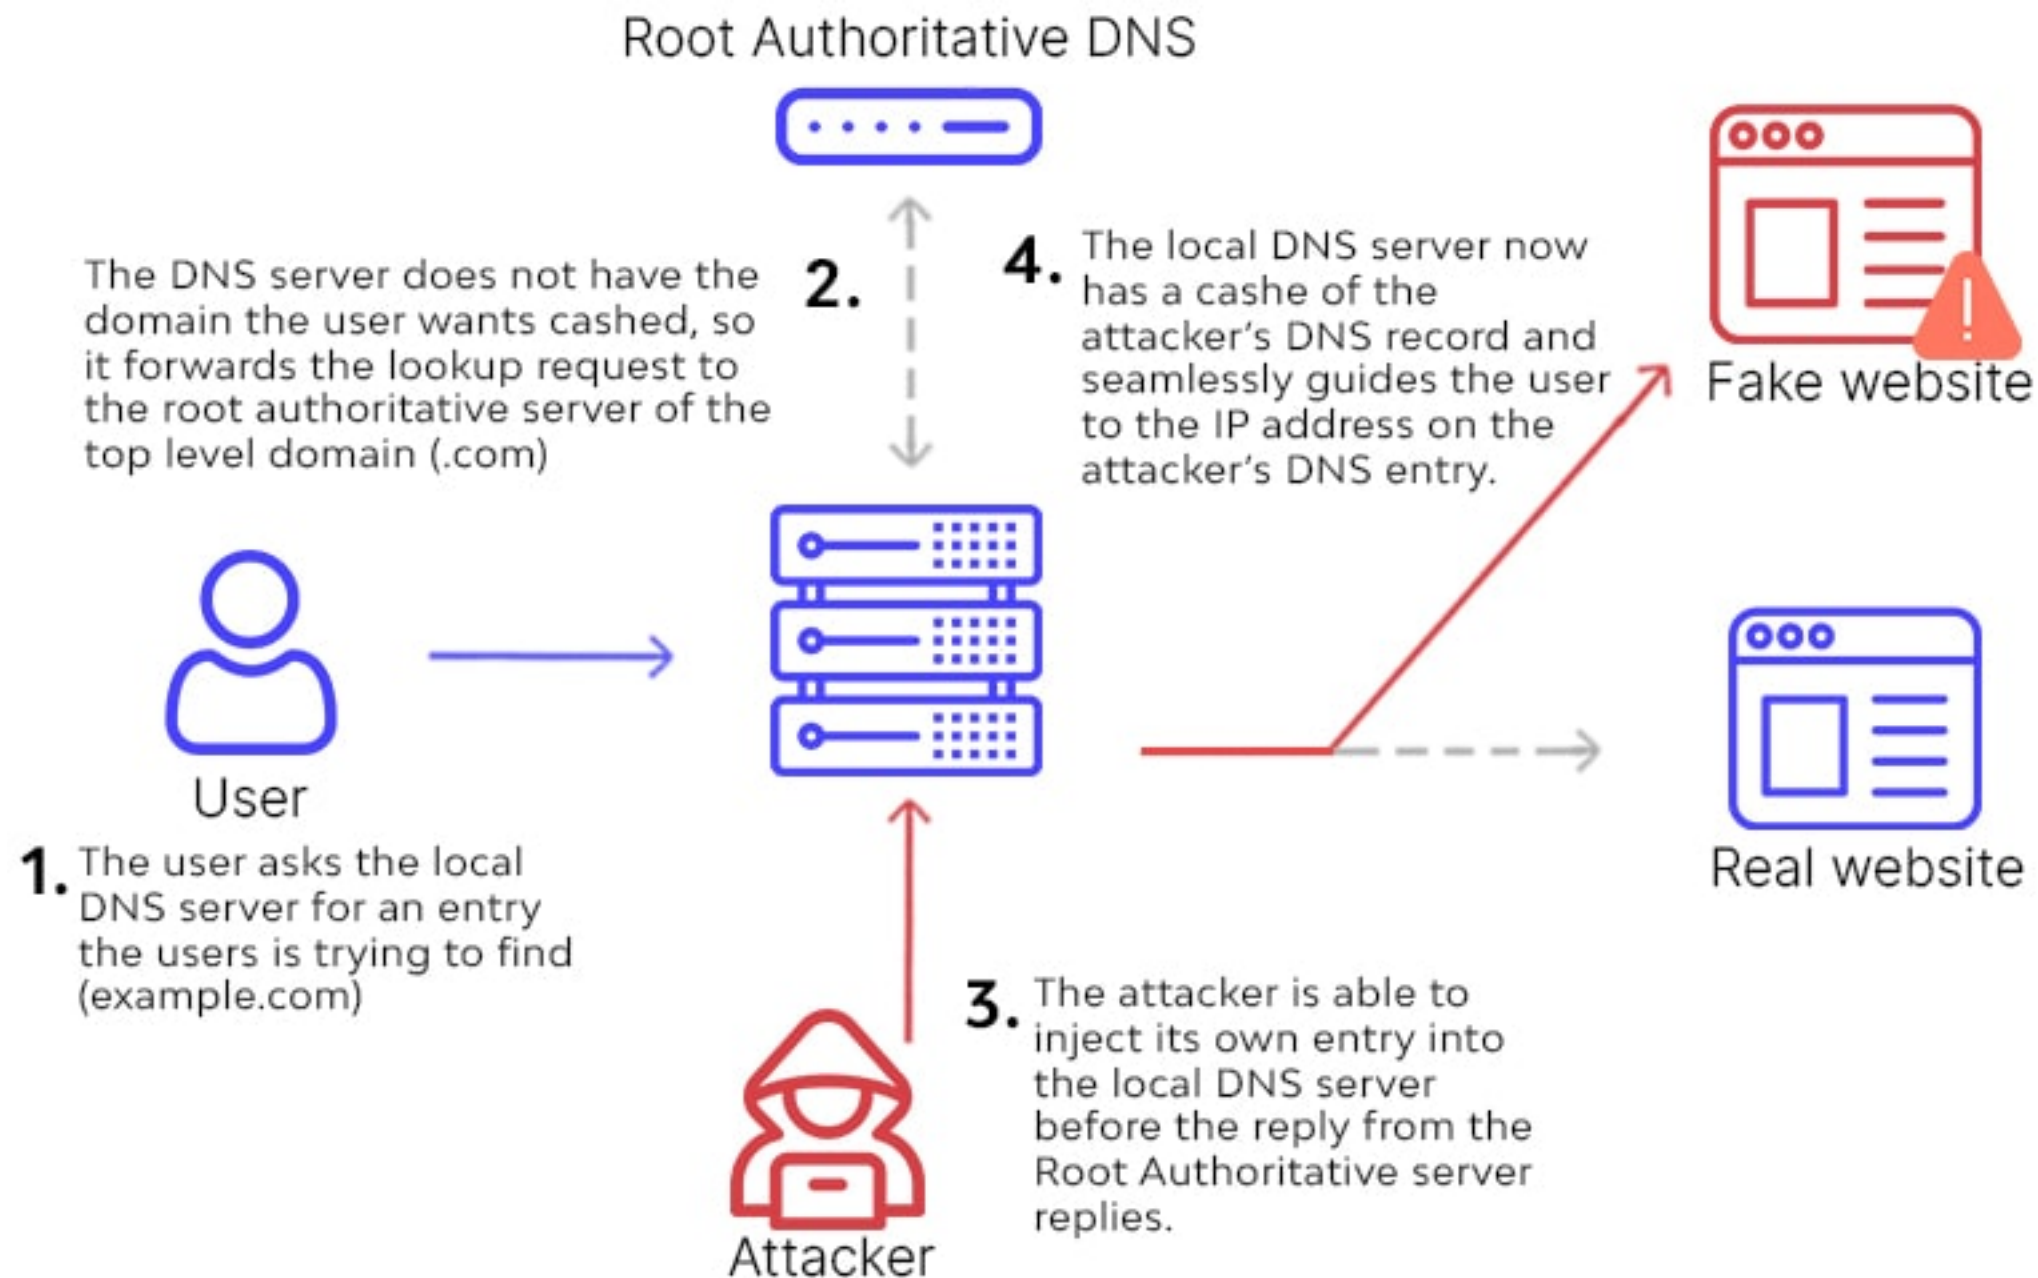 Root Authoritative DNS
The DNS server does not have the
domain the user wants cashed, so
it forwards the lookup request to
the root authoritative server of the
top level domain (.com)
2.
4.
The local DNS server now
has a cashe of the
attacker's DNS record and
seamlessly guides the user
to the IP address on the
attacker's DNS entry.
Fake website
User
1.
The user asks the local
DNS server for an entry
the users is trying to find
(example.com)
Real website
3.
The attacker is able to
inject its own entry into
the local DNS server
before the reply from the
Root Authoritative server
replies.
Attacker